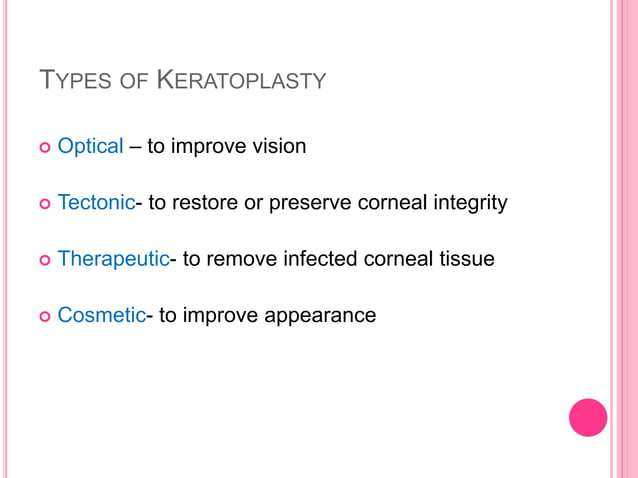 Types of Keratoplasty
Optical – to improve vision
Tectonic- to restore or preserve corneal integrity
Therapeutic- to remove infected corneal tissue
Cosmetic- to improve appearance